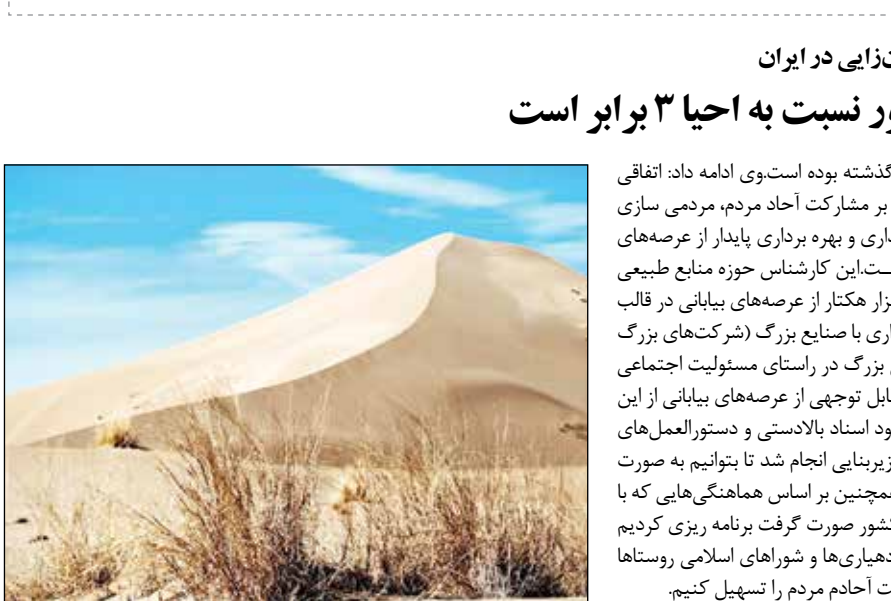 ن‌زایی در ایران
ور نسبت به احیا ۳ برابر است
گذشته بوده است.وی ادامه داد: اتفاقی
بر مشارکت آحاد مردم، مردمی سازی
داری و بهره برداری پایدار از عرصه‌های
ـست.این کارشناس حوزه منابع طبیعی
زار هکتار از عرصه‌های بیابانی در قالب
اری با صنایع بزرگ (شرکت‌های بزرگ
بزرگ در راستای مسئولیت اجتماعی
ابل توجهی از عرصه‌های بیابانی از این
ود اسناد بالادستی و دستورالعمل‌های
زیربنایی انجام شد تا بتوانیم به صورت
همچنین بر اساس هماهنگی‌هایی که با
کشور صورت گرفت برنامه ریزی کردیم
دهیاری‌ها و شوراهای اسلامی روستاها
ت آحادم مردم را تسهیل کنیم.